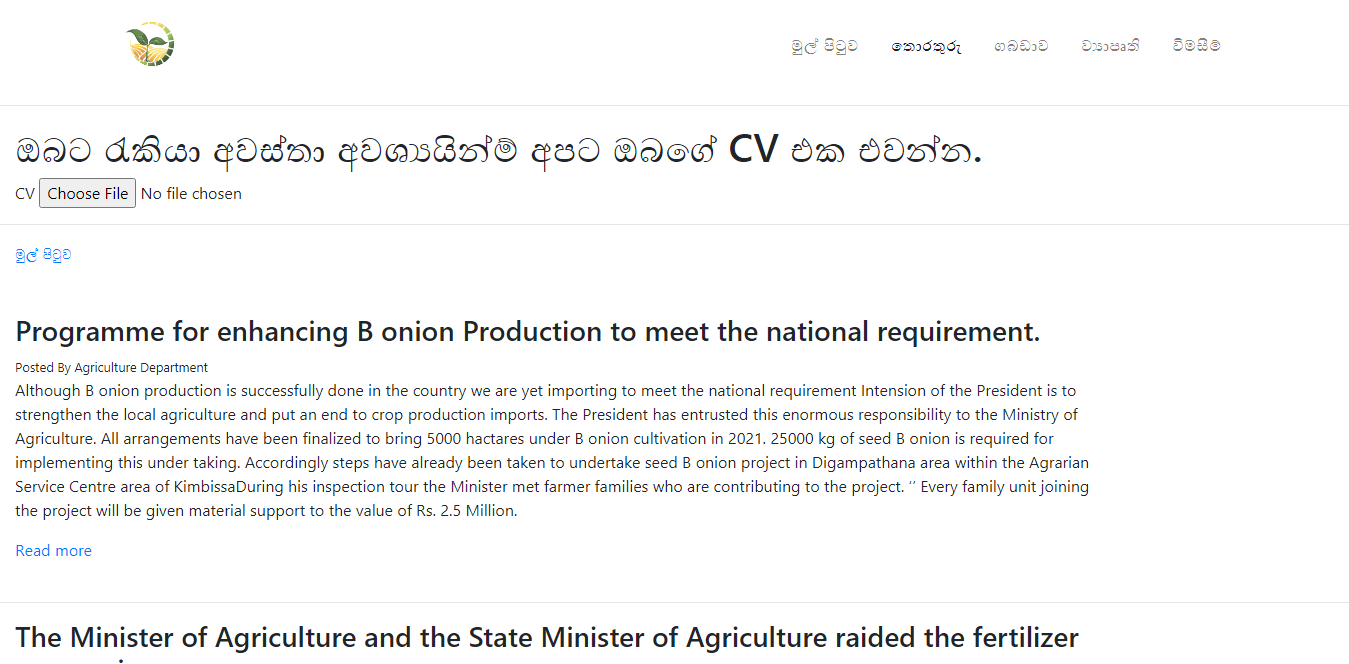 මුල් පිටුව තොරතුරු ගබඩාව ව්‍යාපෘති විමසීම්
ඔබට රැකියා අවස්තා අවශ්‍යයින්ම් අපට ඔබගේ CV එක එවන්න.
CV Choose File No file chosen
මුල් පිටුව
Programme for enhancing B onion Production to meet the national requirement.
Posted By Agriculture Department
Although B onion production is successfully done in the country we are yet importing to meet the national requirement Intension of the President is to
strengthen the local agriculture and put an end to crop production imports. The President has entrusted this enormous responsibility to the Ministry of
Agriculture. All arrangements have been finalized to bring 5000 hactares under B onion cultivation in 2021. 25000 kg of seed B onion is required for
implementing this under taking. Accordingly steps have already been taken to undertake seed B onion project in Digampathana area within the Agrarian
Service Centre area of KimbissaDuring his inspection tour the Minister met farmer families who are contributing to the project. ‘’ Every family unit joining
the project will be given material support to the value of Rs. 2.5 Million.
Read more
The Minister of Agriculture and the State Minister of Agriculture raided the fertilizer